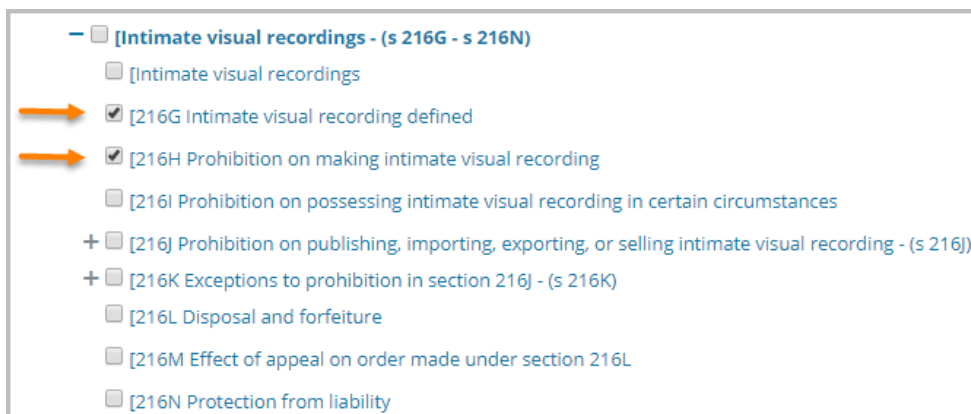 [Intimate visual recordings - (s 216G - s 216N)
[Intimate visual recordings
[216G Intimate visual recording defined
[216H Prohibition on making intimate visual recording
[216I Prohibition on possessing intimate visual recording in certain circumstances
[216J Prohibition on publishing, importing, exporting, or selling intimate visual recording - (s 216J)
[216K Exceptions to prohibition in section 216J - (s 216K)
[216L Disposal and forfeiture
[216M Effect of appeal on order made under section 216L
[216N Protection from liability